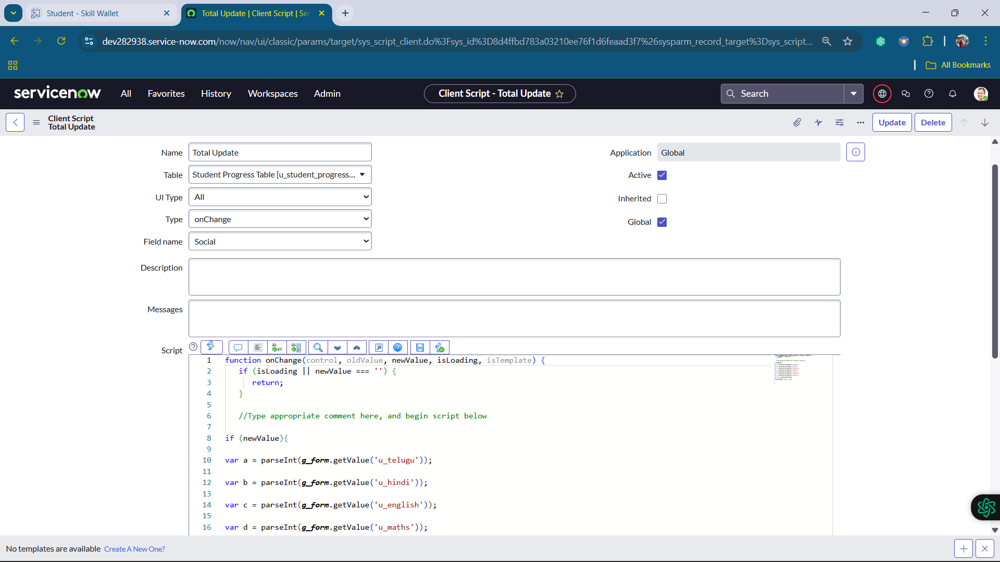 Student - Skill Wallet
Total Update | Client Script | Ser
dev282938.service-now.com/now/nav/ui/classic/params/target/sys_script_client.do%3Fsys_id%3D8d4ffbd783a03210ee76f1d6feaad3f7%26sysparm_record_target%3Dsys_script...
All Bookmarks
servicenow
All
Favorites
History
Workspaces
Admin
Client Script - Total Update
Search
Client Script
Total Update
Update
Delete
Name
Total Update
Application
Global
Table
Student Progress Table [u_student_progress...
Active
UI Type
All
Inherited
Type
onChange
Global
Field name
Social
Description
Messages
Script
1 function onChange(control, oldValue, newValue, isLoading, isTemplate) {
2 if (isLoading || newValue === '') {
3 return;
4 }
5
6 //Type appropriate comment here, and begin script below
7
8 if (newValue){
9
10 var a = parseInt(g_form.getValue('u_telugu'));
11
12 var b = parseInt(g_form.getValue('u_hindi'));
13
14 var c = parseInt(g_form.getValue('u_english'));
15
16 var d = parseInt(g_form.getValue('u_maths'));
No templates are available Create A New One?